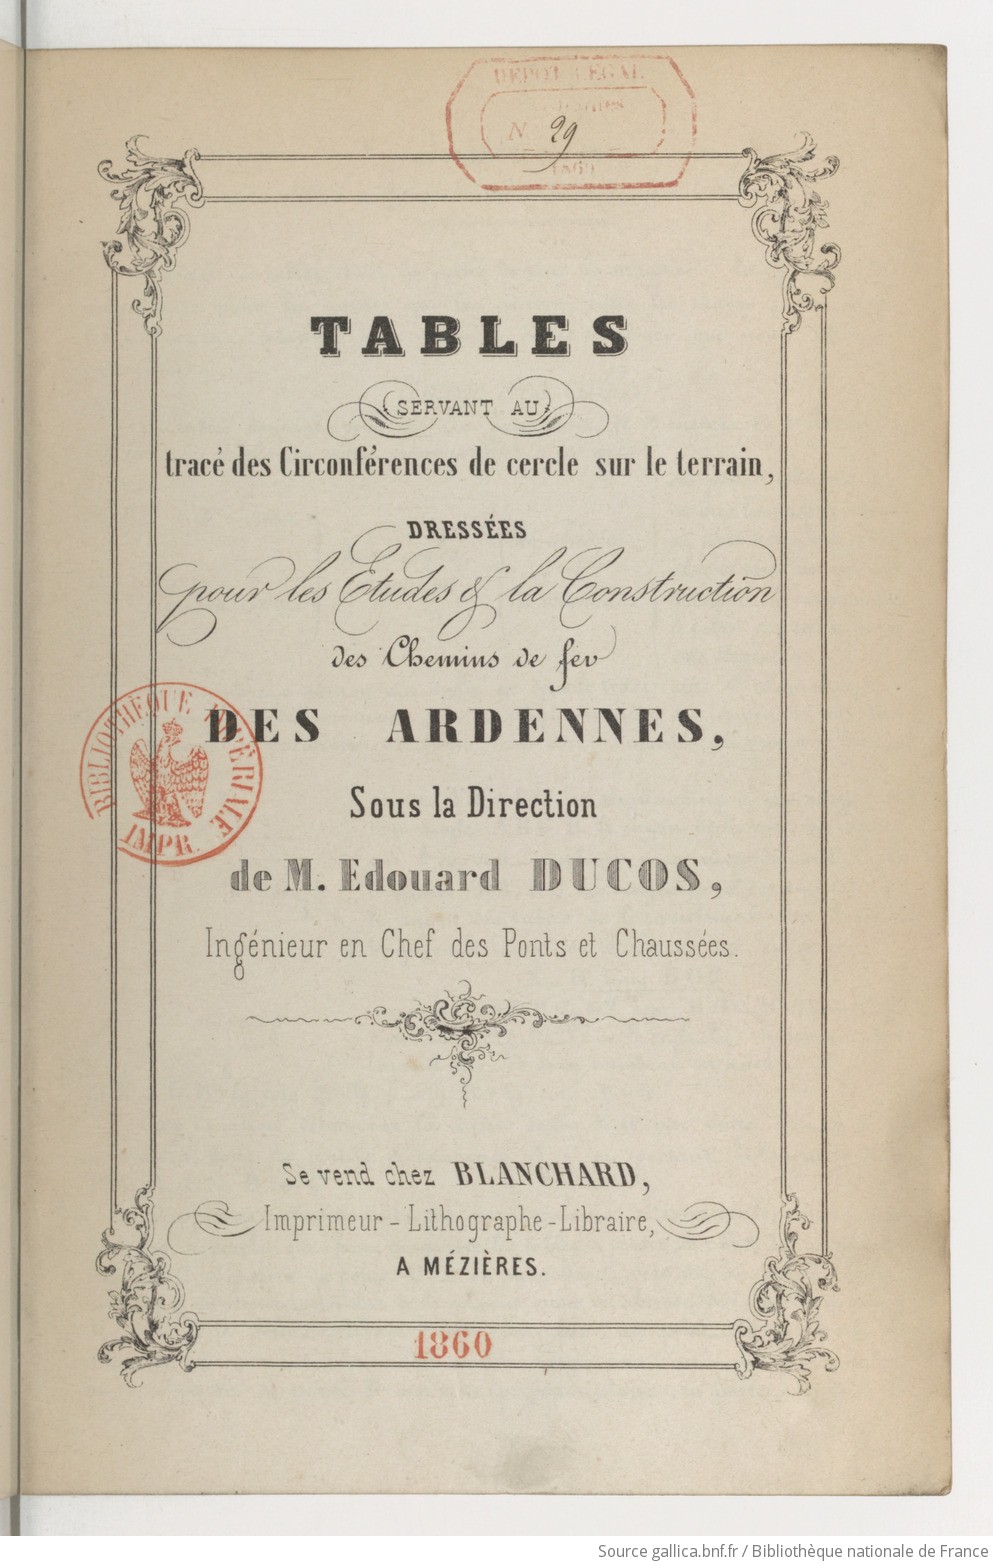 DEPOT LEGAL
Ardennes
N. 29
1860
TABLES
SERVANT AU
tracé des Circonférences de cercle sur le terrain,
DRESSÉES
pour les Etudes & la Construction
des Chemins de fer
DES ARDENNES,
BIBLIOTHÈQUE IMPÉRIALE
IMPR.
Sous la Direction
de M. Edouard DUCOS,
Ingénieur en Chef des Ponts et Chaussées.
Se vend chez BLANCHARD,
Imprimeur - Lithographe - Libraire,
A MÉZIÈRES.
1860
Source gallica.bnf.fr / Bibliothèque nationale de France